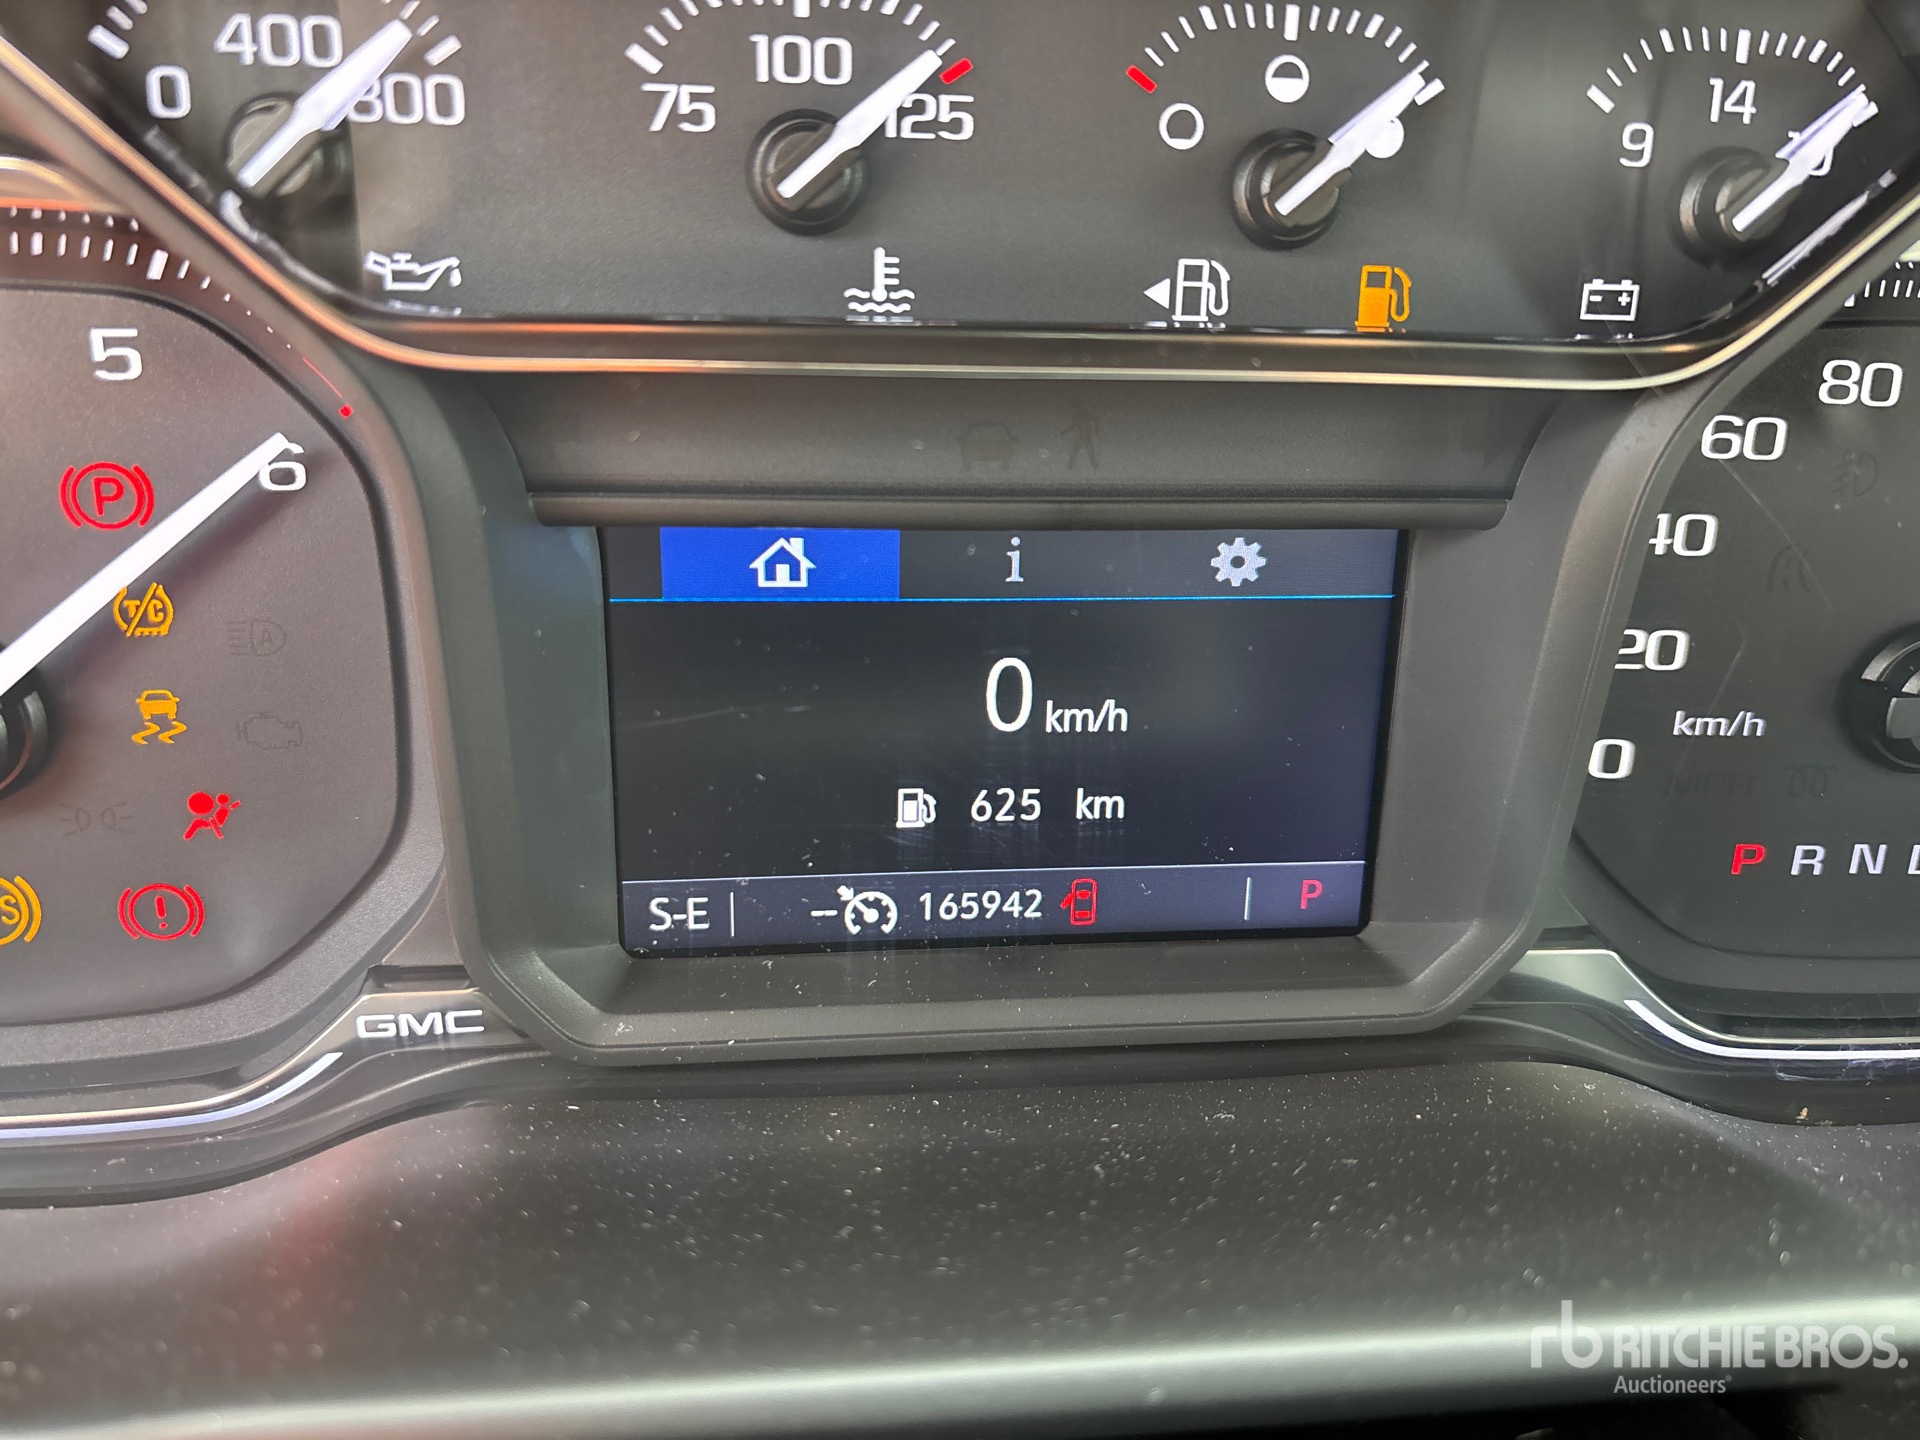 0 400 800
75 100 125
9 14
5
6
P
T/C
A
!
i
0 km/h
625 km
S-E 165942 P
80
60
40
20
km/h
0
P R N D
GMC
rb RITCHIE BROS.
Auctioneers